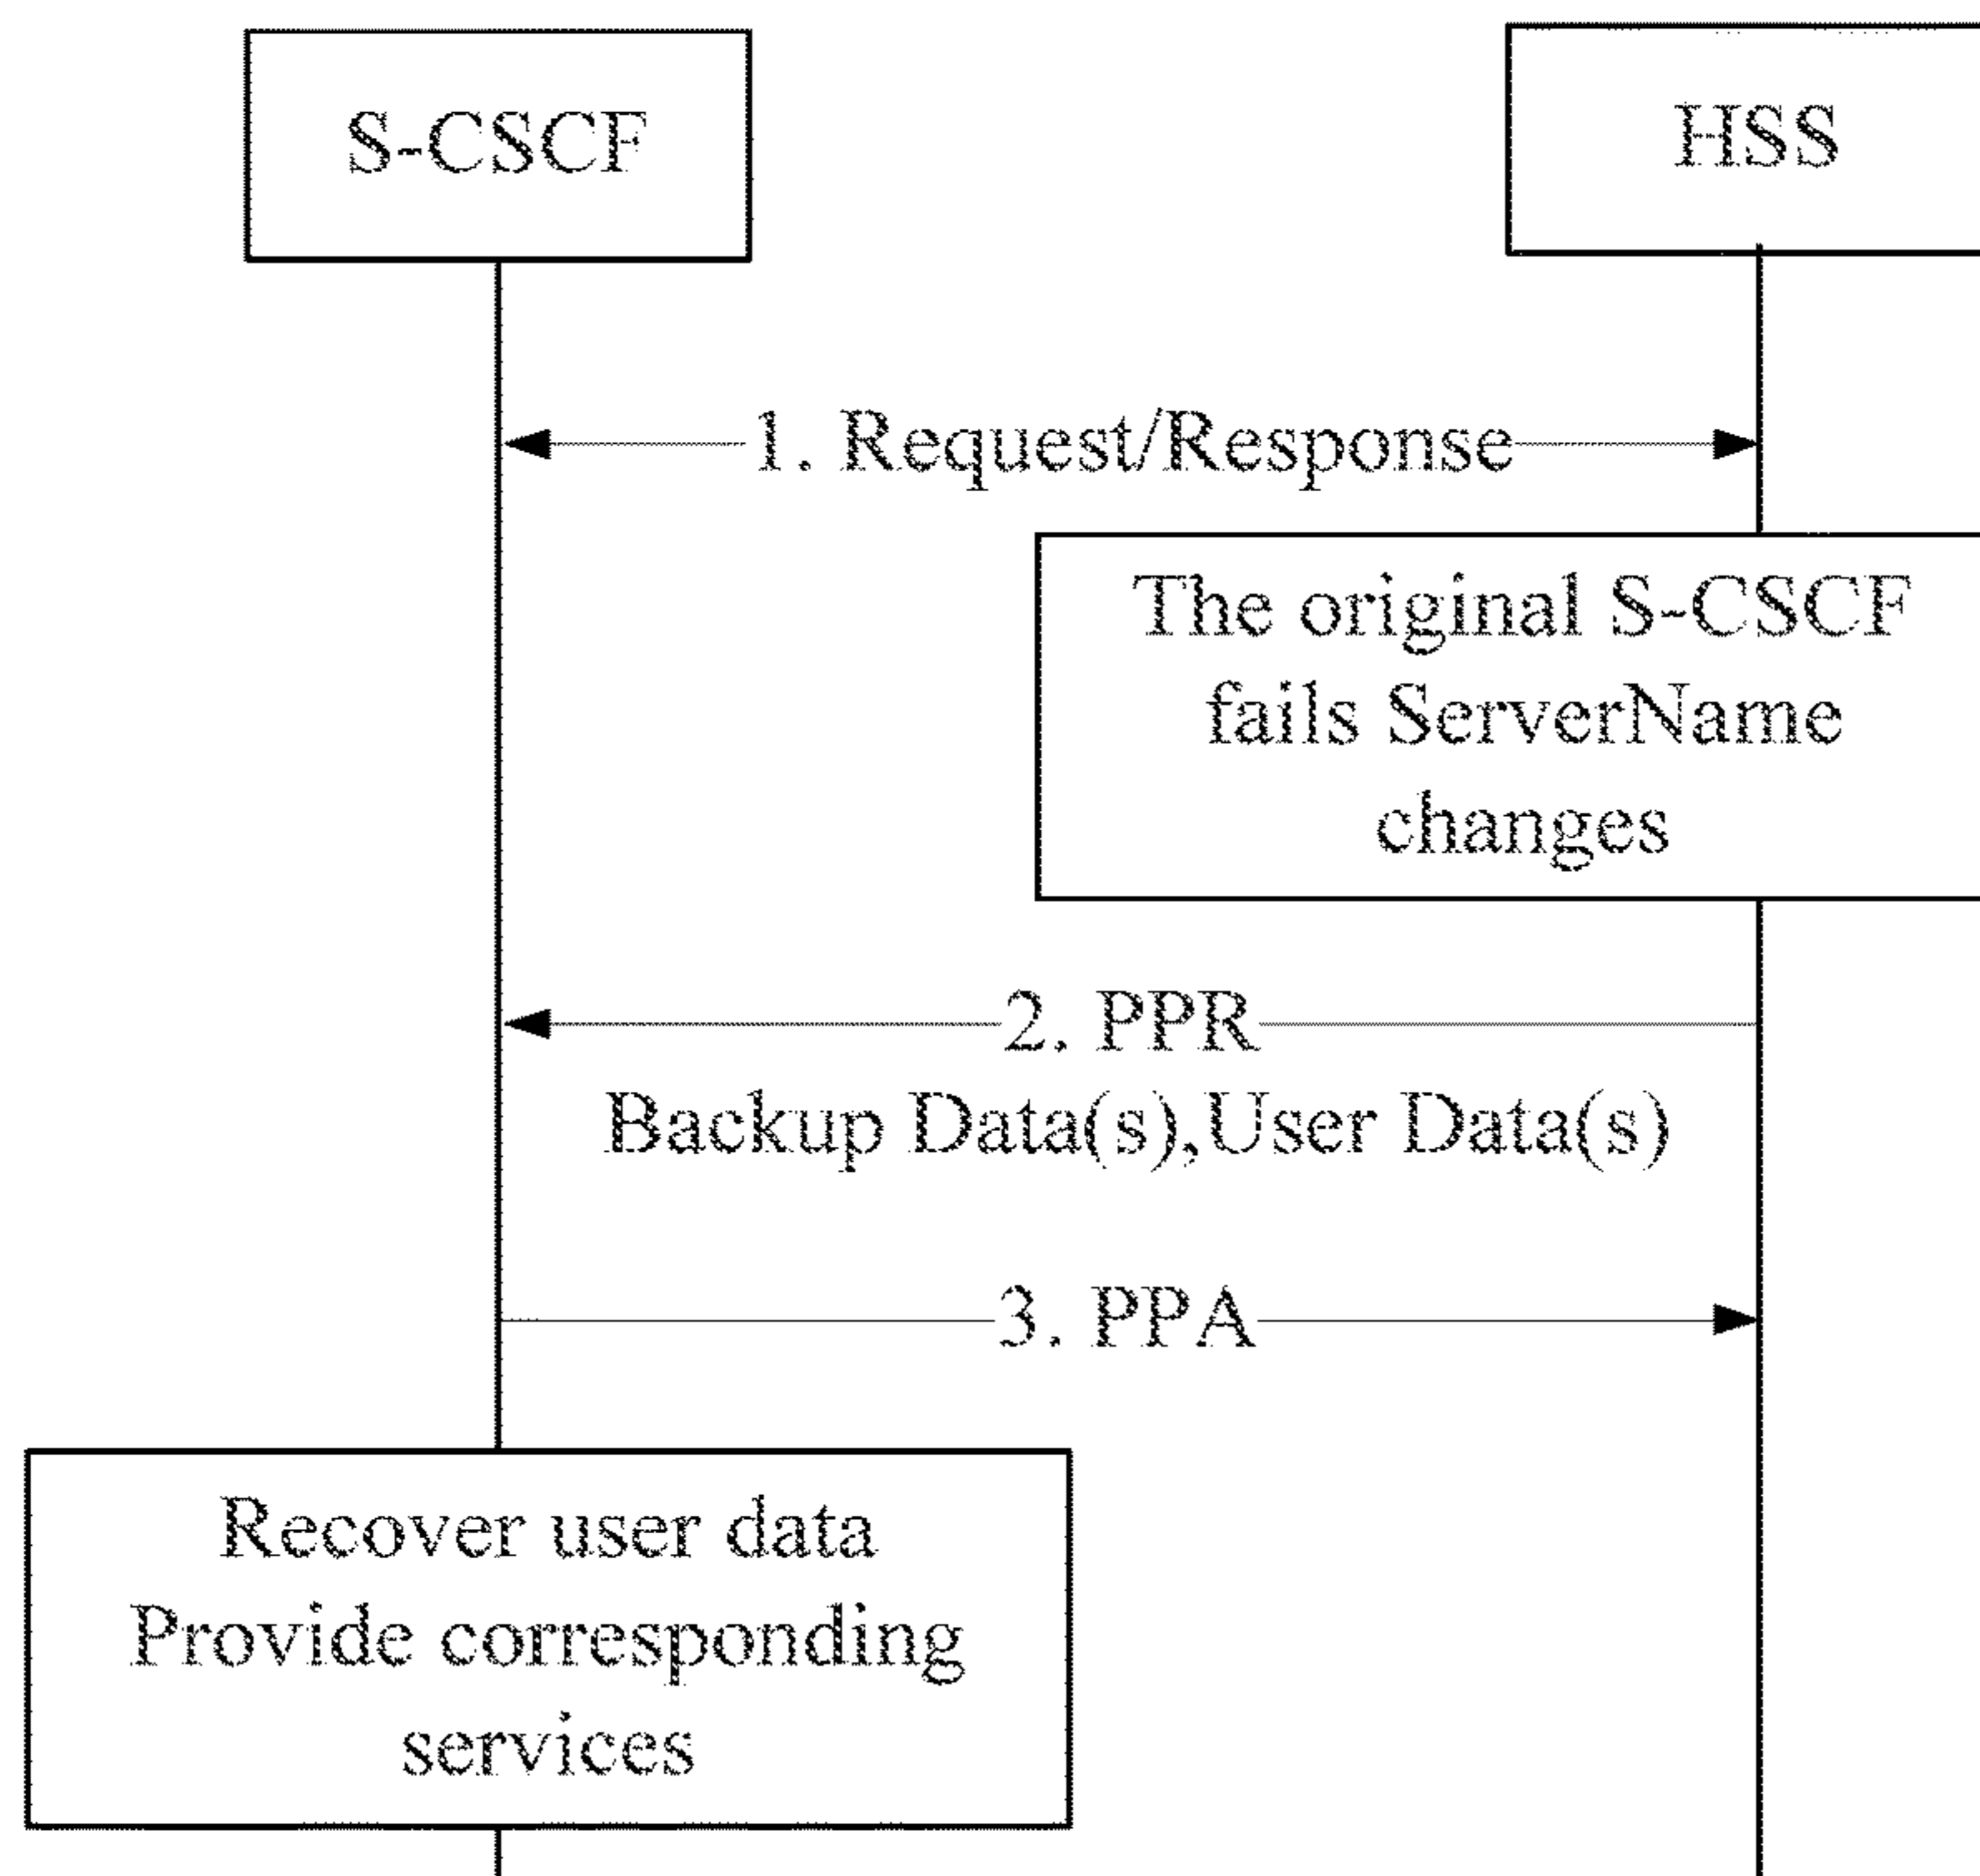 S-CSCF
HSS
1. Request/Response
The original S-CSCF
fails ServerName
changes
2. PPR
Backup Data(s),User Data(s)
3. PPA
Recover user data
Provide corresponding
services